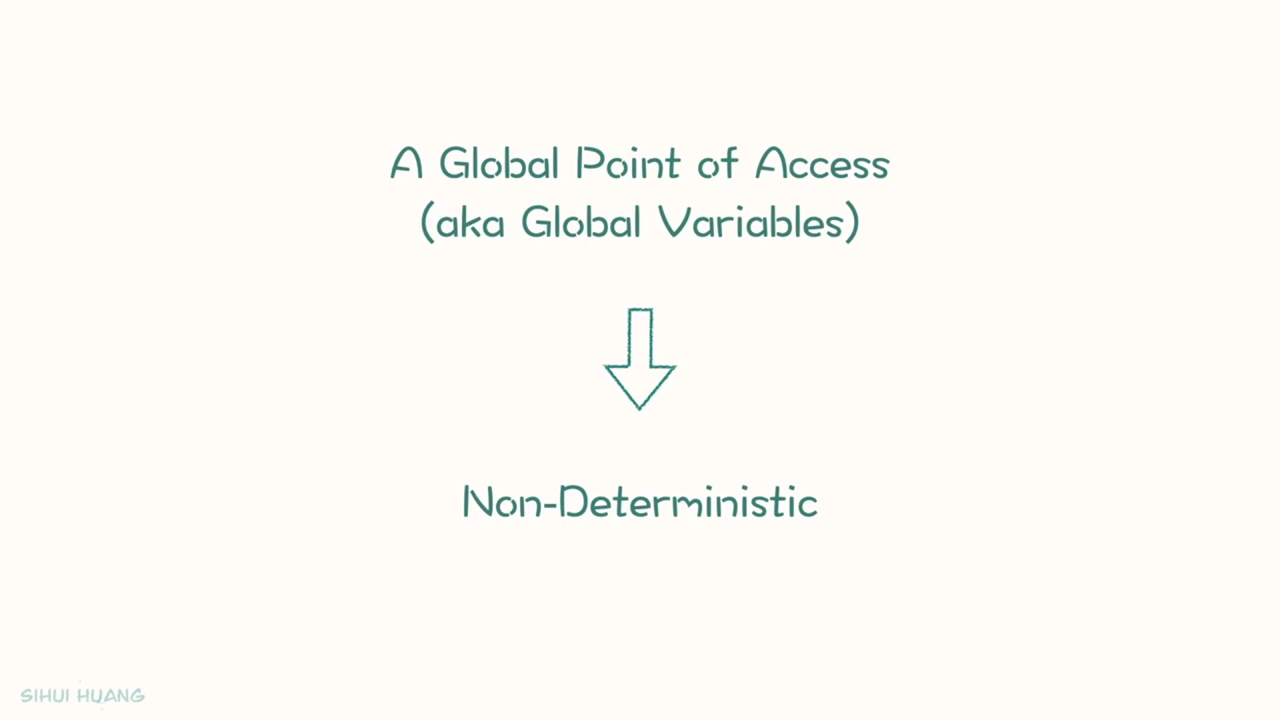 A Global Point of Access
(aka Global Variables)
Non-Deterministic
SIHUI HUANG